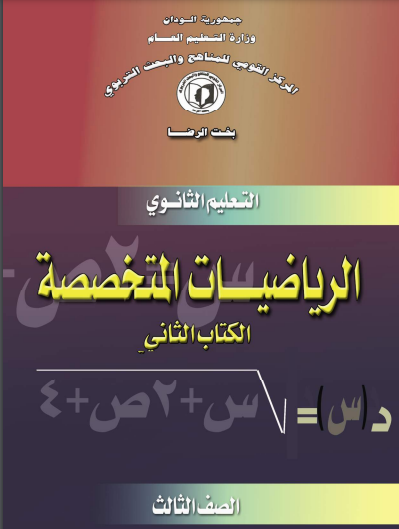 جمهورية السودان
وزارة التعليم العام
المركز القومي للمناهج والبحث التربوي
بخت الرضا
التعليم الثانوي
س+٢ص+
الرياضيات المتخصصة
الكتاب الثاني
د(س)=√س+٢ص+٤
الصف الثالث